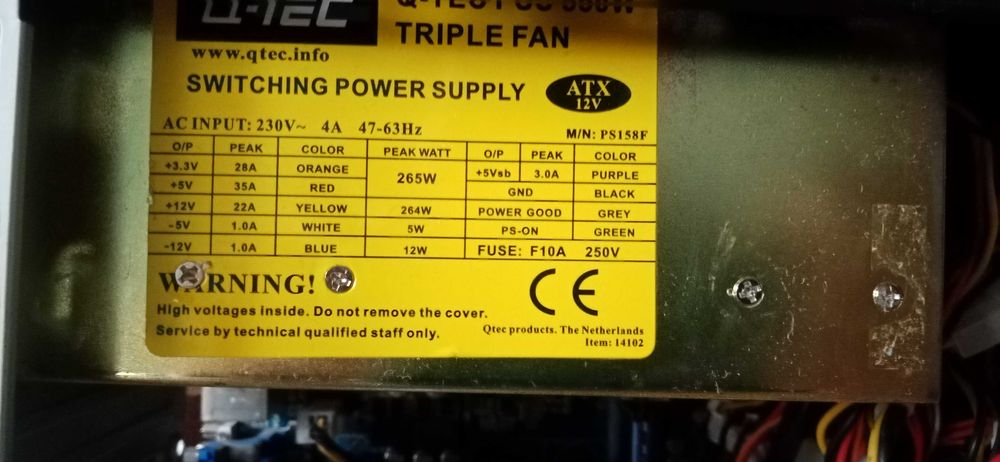 Q-TEC
TRIPLE FAN
www.qtec.info
SWITCHING POWER SUPPLY
ATX
12V
AC INPUT: 230V~ 4A 47-63Hz
M/N: PS158F
O/P PEAK COLOR PEAK WATT O/P PEAK COLOR
+3.3V 28A ORANGE 265W +5Vsb 3.0A PURPLE
+5V 35A RED GND BLACK
+12V 22A YELLOW 264W POWER GOOD GREY
-5V 1.0A WHITE 5W PS-ON GREEN
-12V 1.0A BLUE 12W FUSE: F10A 250V
WARNING!
High voltages inside. Do not remove the cover.
Service by technical qualified staff only.
CE
Qtec products. The Netherlands
Item: 14102